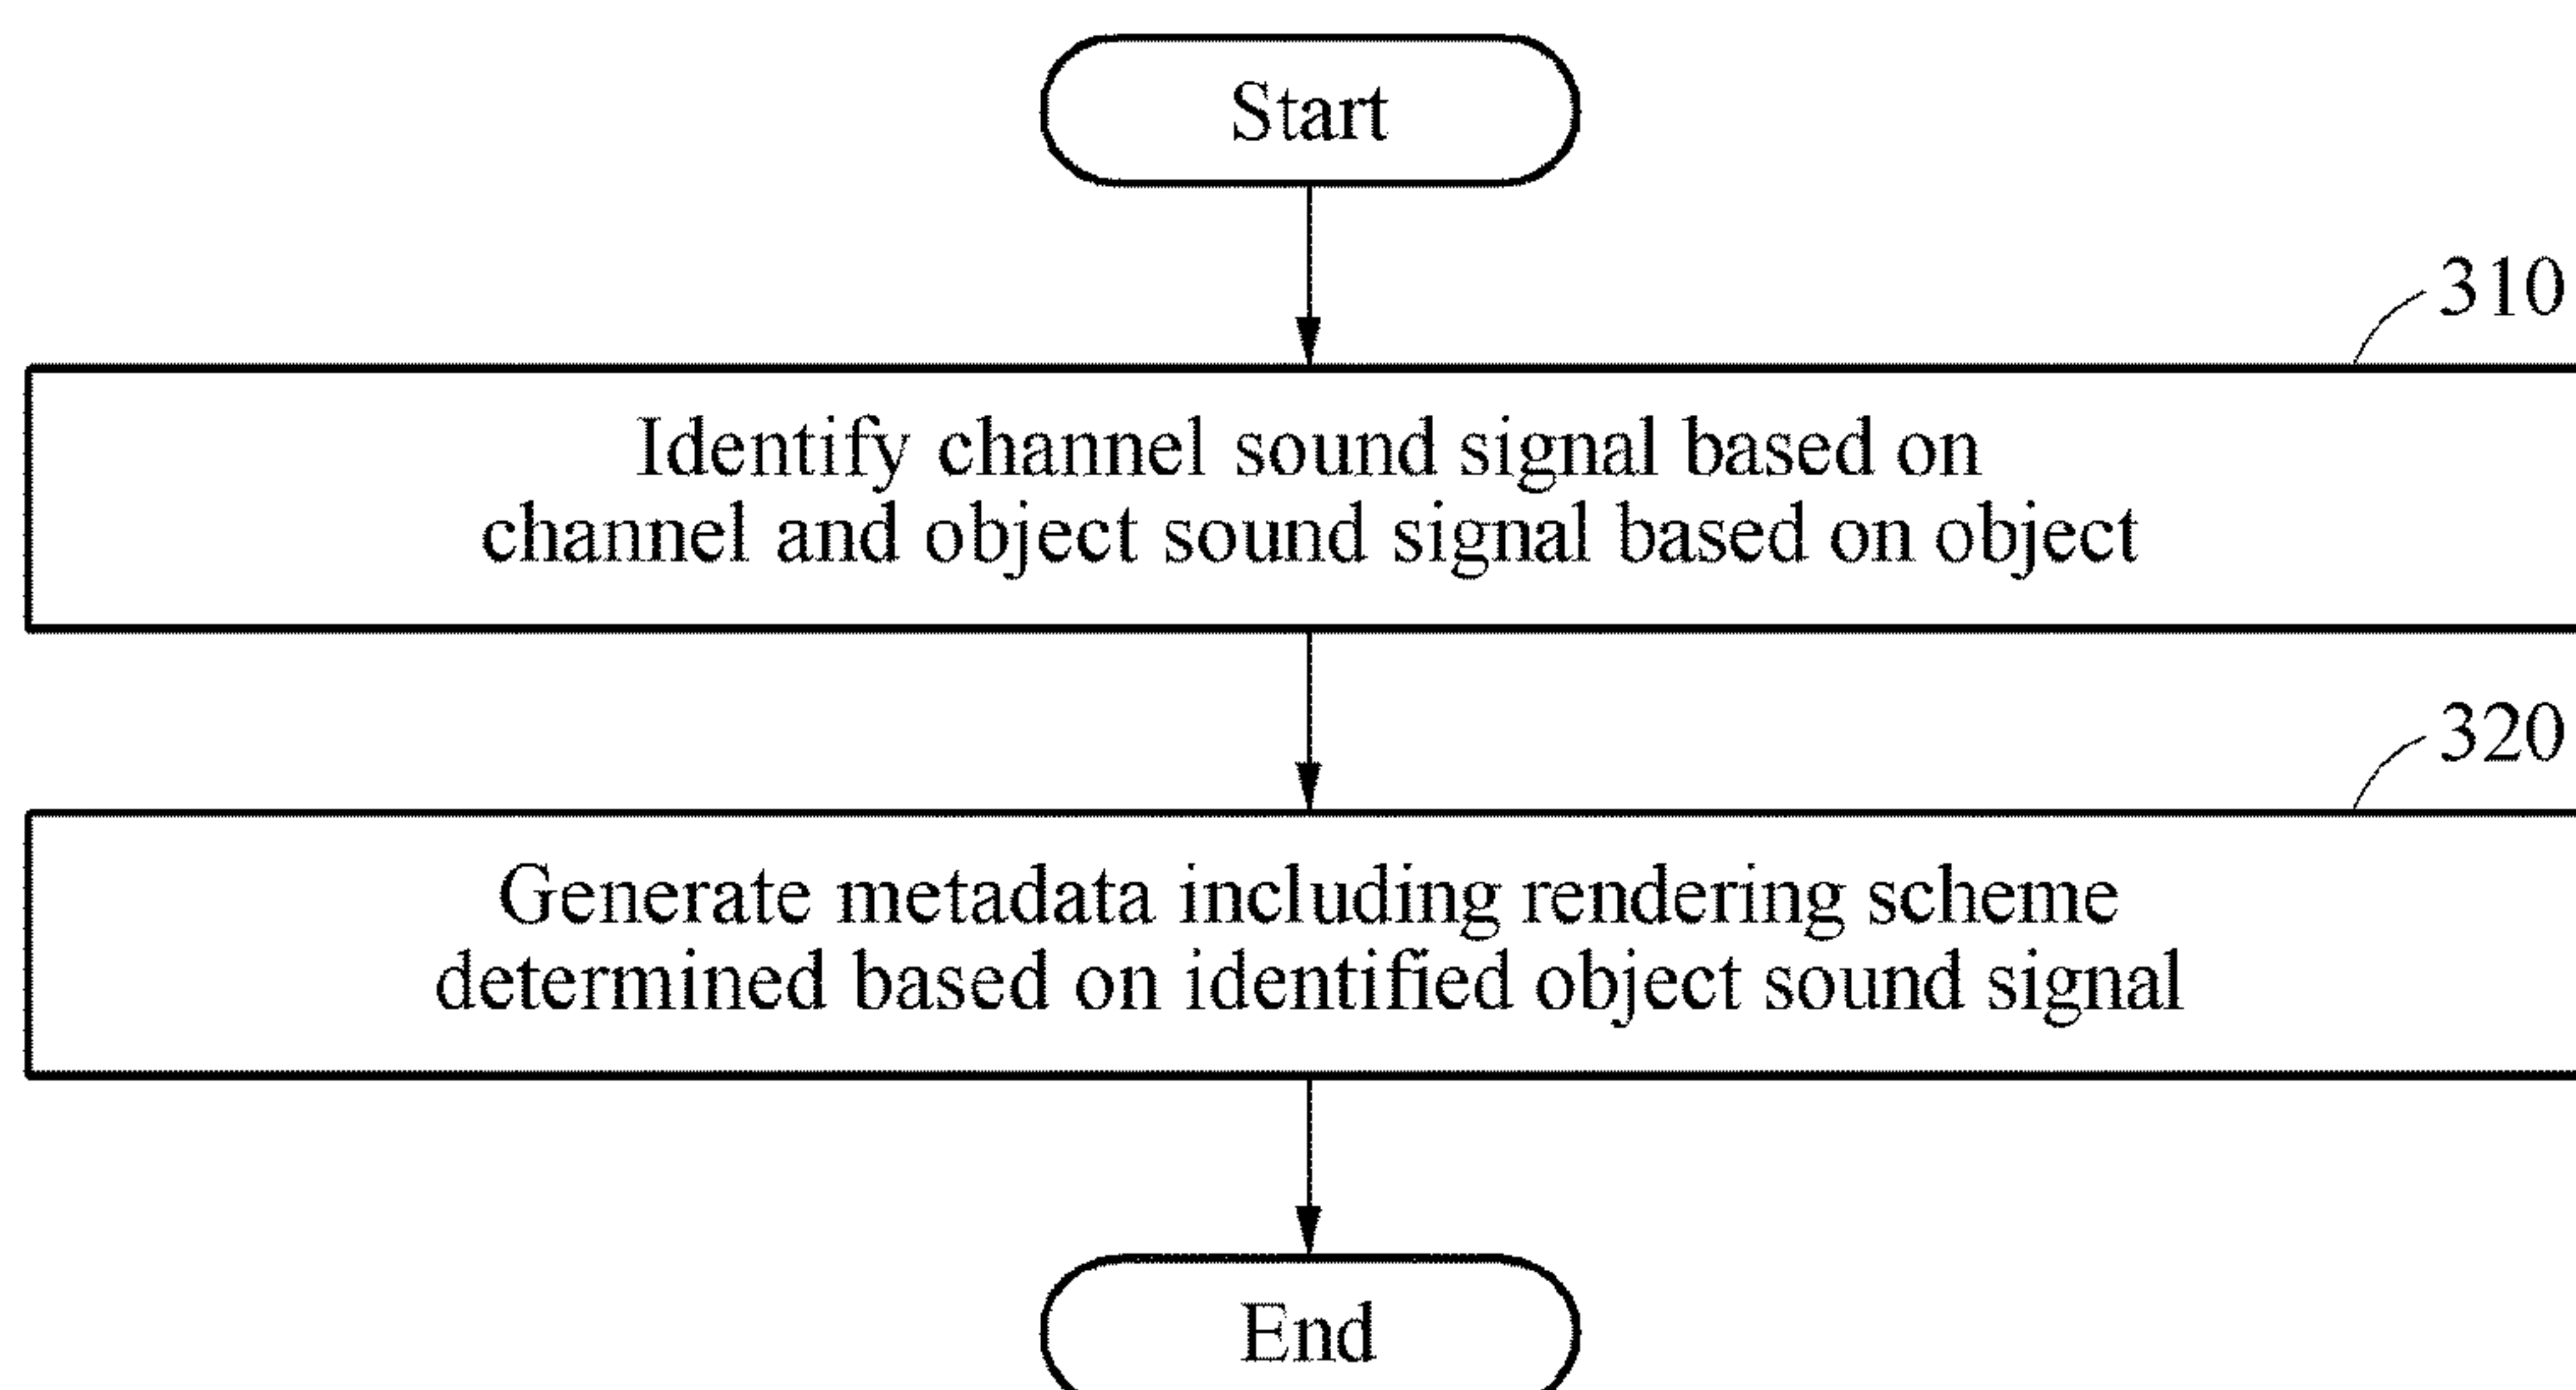 Start
310
Identify channel sound signal based on
channel and object sound signal based on object
320
Generate metadata including rendering scheme
determined based on identified object sound signal
End